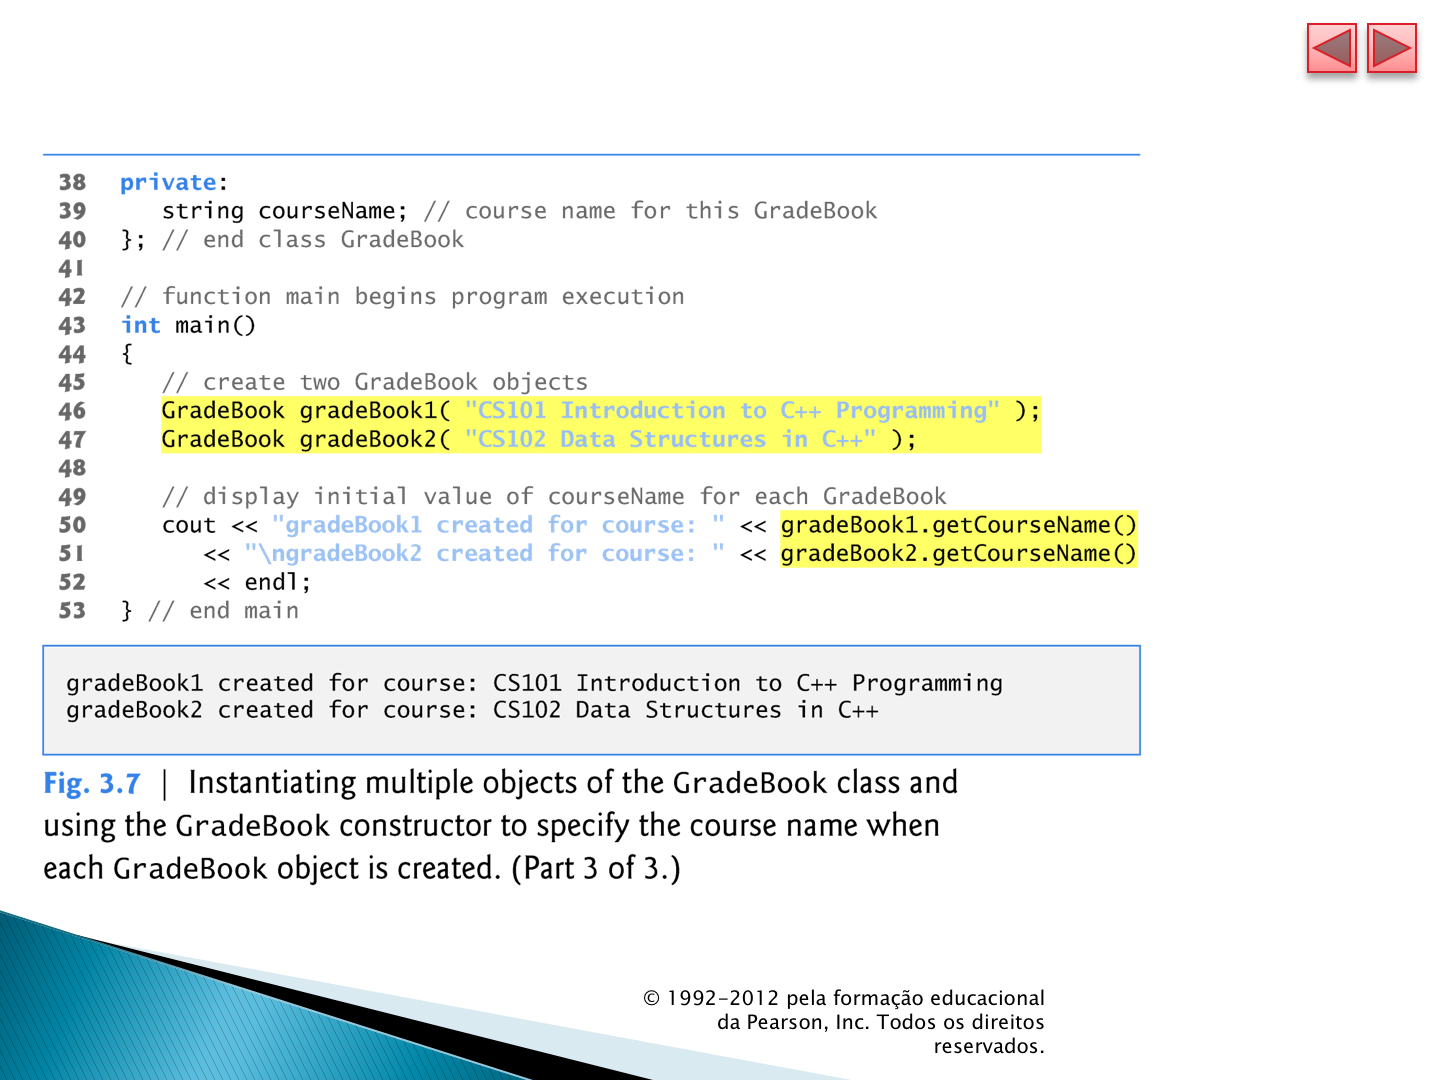 38 private:
39 string courseName; // course name for this GradeBook
40 }; // end class GradeBook
41
42 // function main begins program execution
43 int main()
44 {
45 // create two GradeBook objects
46 GradeBook gradeBook1( "CS101 Introduction to C++ Programming" );
47 GradeBook gradeBook2( "CS102 Data Structures in C++" );
48
49 // display initial value of courseName for each GradeBook
50 cout << "gradeBook1 created for course: " << gradeBook1.getCourseName()
51 << "\ngradeBook2 created for course: " << gradeBook2.getCourseName()
52 << endl;
53 } // end main
gradeBook1 created for course: CS101 Introduction to C++ Programming
gradeBook2 created for course: CS102 Data Structures in C++
Fig. 3.7 | Instantiating multiple objects of the GradeBook class and
using the GradeBook constructor to specify the course name when
each GradeBook object is created. (Part 3 of 3.)
© 1992-2012 pela formação educacional
da Pearson, Inc. Todos os direitos
reservados.